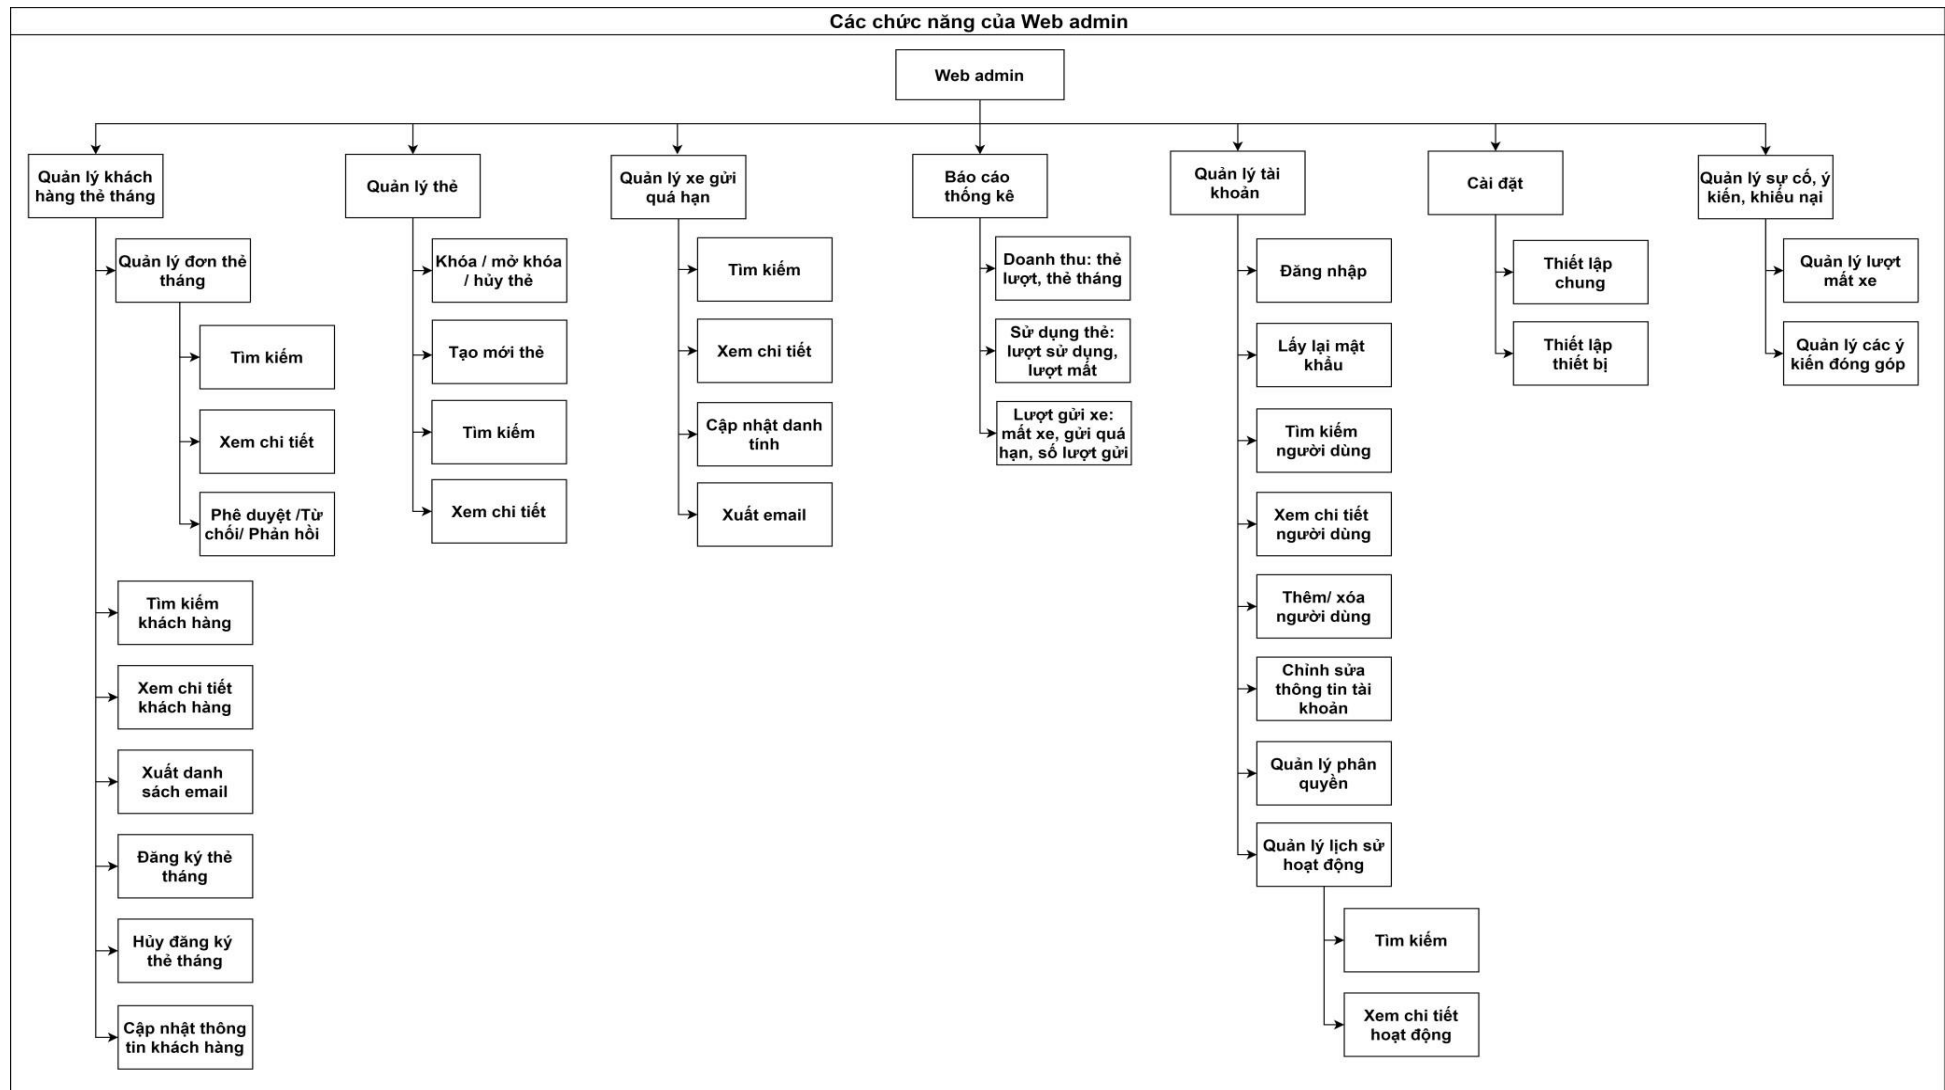 Các chức năng của Web admin
Web admin
Quản lý khách
hàng thẻ tháng
Quản lý đơn thẻ
tháng
Tìm kiếm
Xem chi tiết
Phê duyệt /Từ
chối/ Phản hồi
Tìm kiếm
khách hàng
Xem chi tiết
khách hàng
Xuất danh
sách email
Đăng ký thẻ
tháng
Hủy đăng ký
thẻ tháng
Cập nhật thông
tin khách hàng
Quản lý thẻ
Khóa / mở khóa
/ hủy thẻ
Tạo mới thẻ
Tìm kiếm
Xem chi tiết
Quản lý xe gửi
quá hạn
Tìm kiếm
Xem chi tiết
Cập nhật danh
tính
Xuất email
Báo cáo
thống kê
Doanh thu: thẻ
lượt, thẻ tháng
Sử dụng thẻ:
lượt sử dụng,
lượt mất
Lượt gửi xe:
mất xe, gửi quá
hạn, số lượt gửi
Quản lý tài
khoản
Đăng nhập
Lấy lại mật
khẩu
Tìm kiếm
người dùng
Xem chi tiết
người dùng
Thêm/ xóa
người dùng
Chỉnh sửa
thông tin tài
khoản
Quản lý phân
quyền
Quản lý lịch sử
hoạt động
Tìm kiếm
Xem chi tiết
hoạt động
Cài đặt
Thiết lập
chung
Thiết lập
thiết bị
Quản lý sự cố, ý
kiến, khiếu nại
Quản lý lượt
mất xe
Quản lý các ý
kiến đóng góp